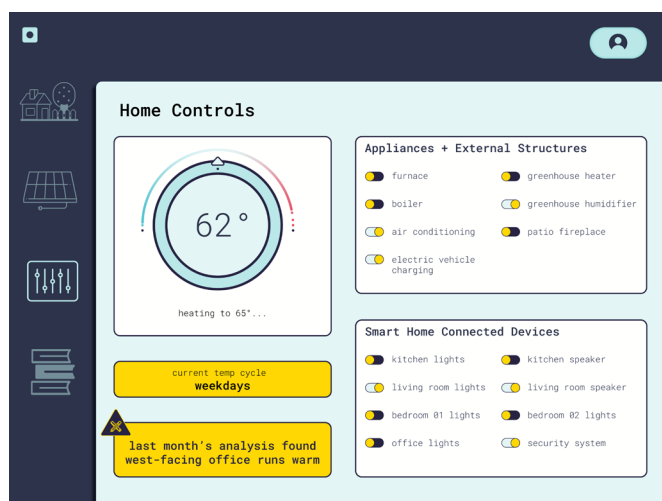 Home Controls
62°
heating to 65°...
current temp cycle
weekdays
last month's analysis found
west-facing office runs warm
Appliances + External Structures
furnace
greenhouse heater
boiler
greenhouse humidifier
air conditioning
patio fireplace
electric vehicle
charging
Smart Home Connected Devices
kitchen lights
kitchen speaker
living room lights
living room speaker
bedroom 01 lights
bedroom 02 lights
office lights
security system